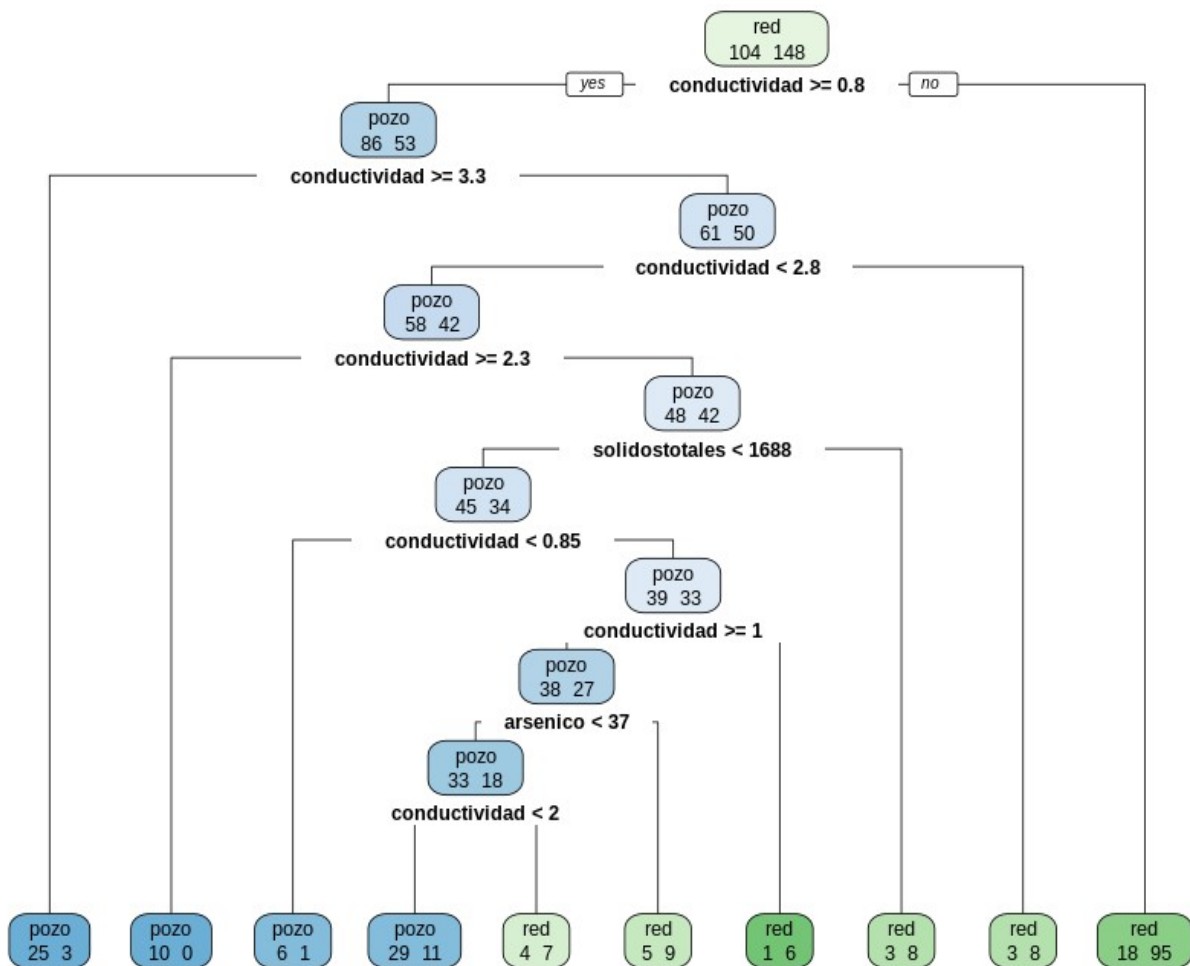 red
104 148
yes
conductividad >= 0.8
no
pozo
86 53
conductividad >= 3.3
pozo
61 50
conductividad < 2.8
pozo
58 42
conductividad >= 2.3
pozo
48 42
solidostotales < 1688
pozo
45 34
conductividad < 0.85
pozo
39 33
conductividad >= 1
pozo
38 27
arsenico < 37
pozo
33 18
conductividad < 2
pozo
25 3
pozo
10 0
pozo
6 1
pozo
29 11
red
4 7
red
5 9
red
1 6
red
3 8
red
3 8
red
18 95